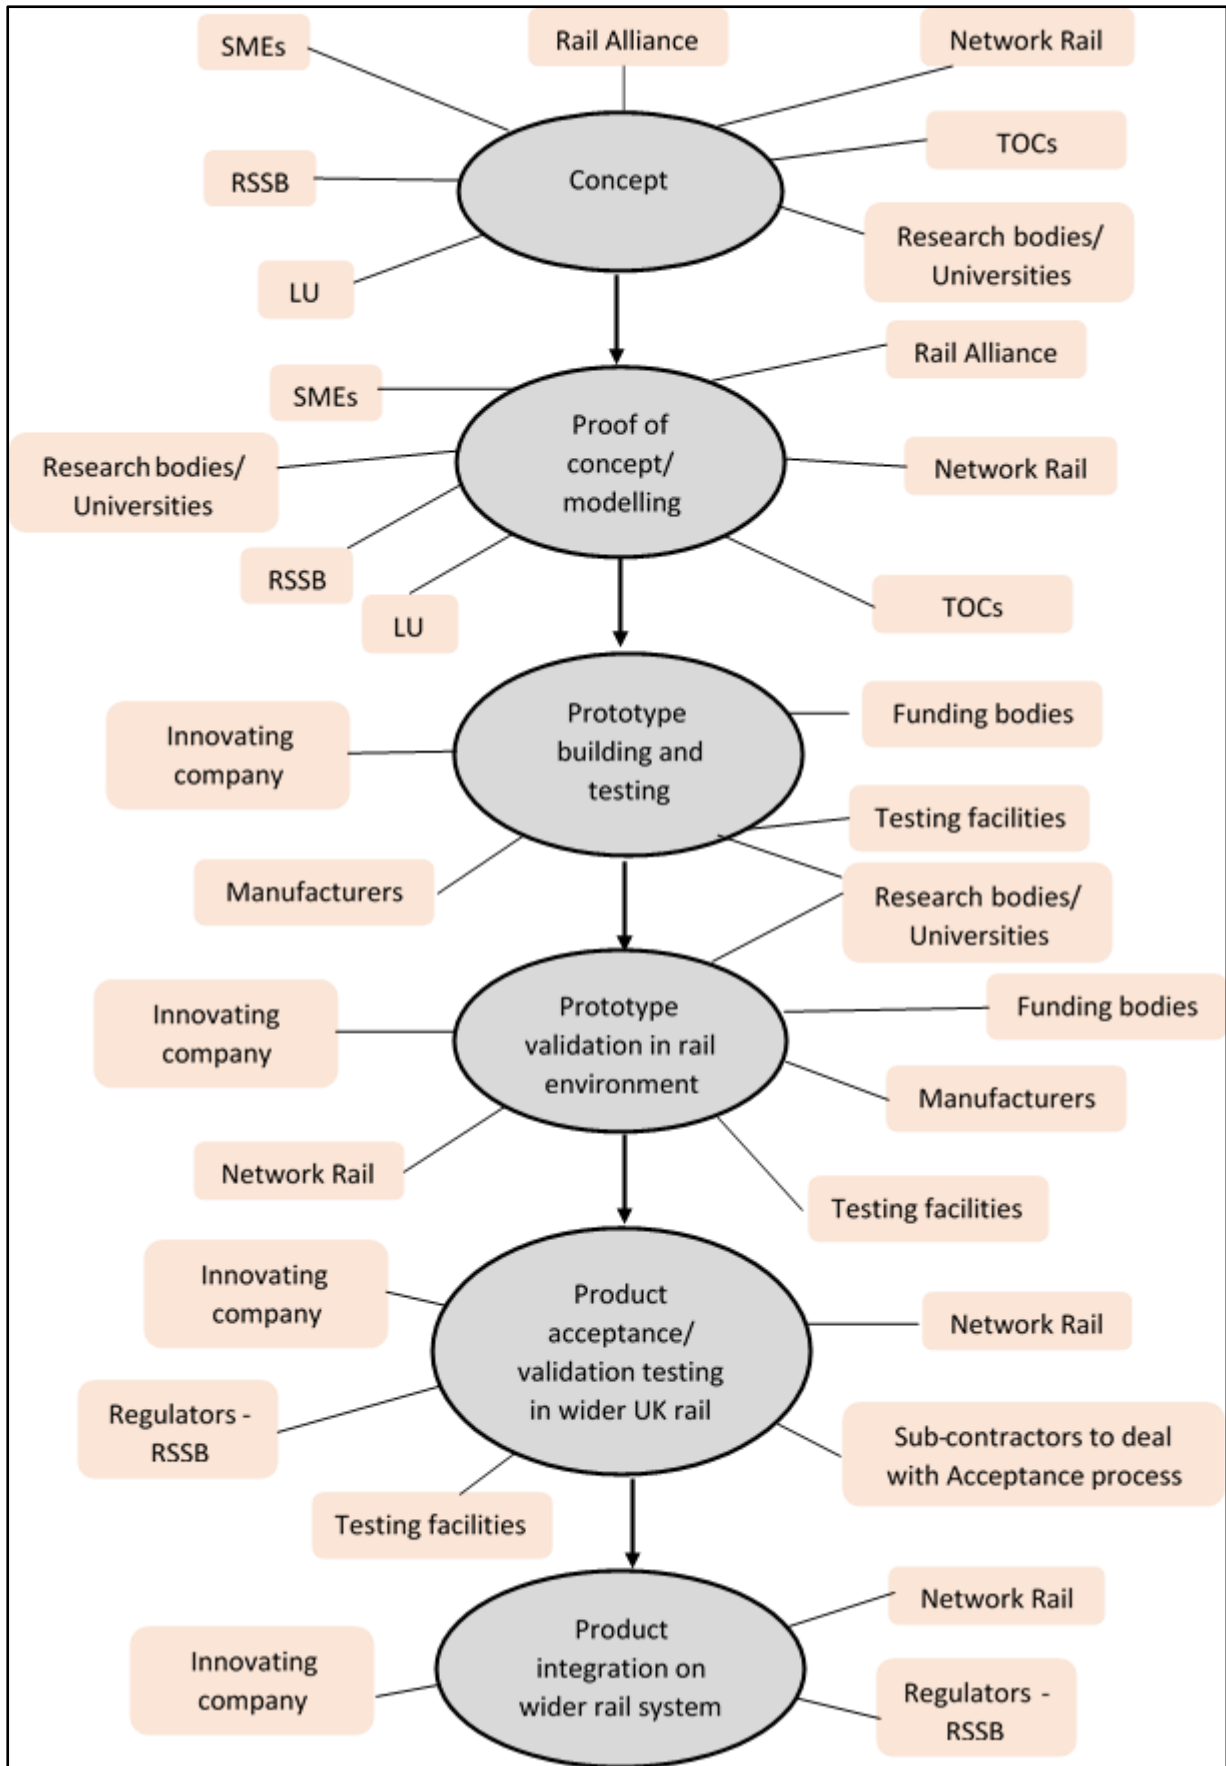 SMEs
Rail Alliance
Network Rail
TOCs
RSSB
Concept
Research bodies/
Universities
LU
Rail Alliance
SMEs
Proof of
concept/
modelling
Research bodies/
Universities
Network Rail
RSSB
LU
TOCs
Funding bodies
Innovating
company
Prototype
building and
testing
Testing facilities
Manufacturers
Research bodies/
Universities
Innovating
company
Prototype
validation in rail
environment
Funding bodies
Manufacturers
Network Rail
Testing facilities
Innovating
company
Product
acceptance/
validation testing
in wider UK rail
Network Rail
Regulators -
RSSB
Sub-contractors to deal
with Acceptance process
Testing facilities
Network Rail
Innovating
company
Product
integration on
wider rail system
Regulators -
RSSB